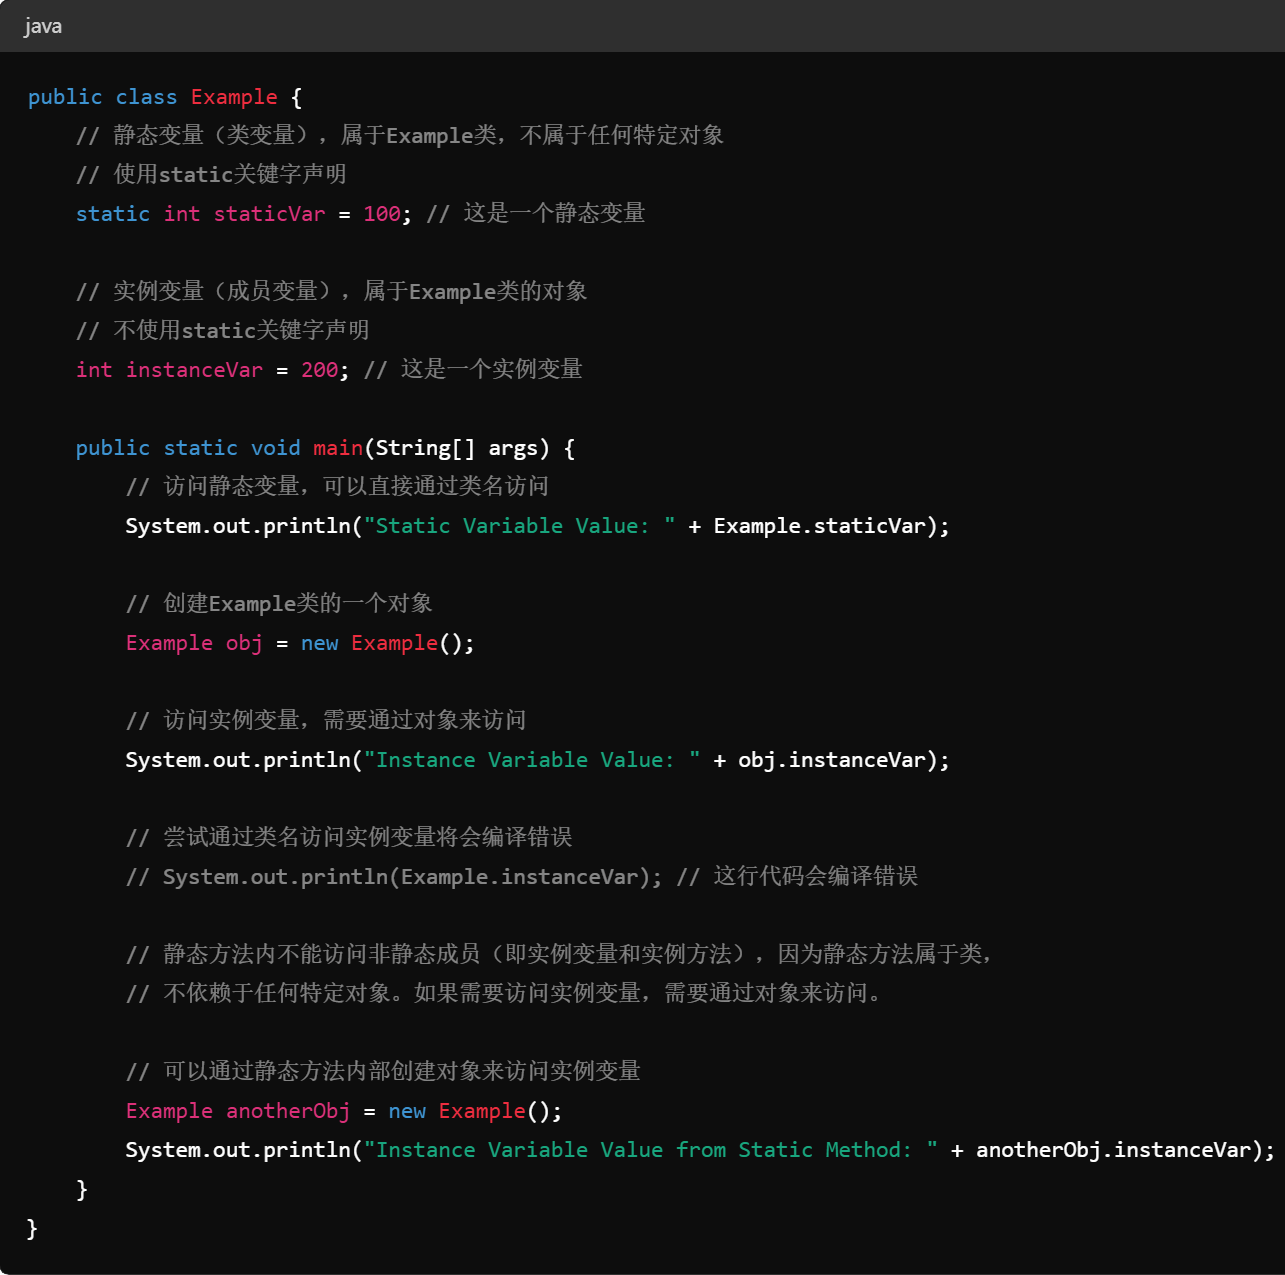 java
public class Example {
// 静态变量（类变量），属于Example类，不属于任何特定对象
// 使用static关键字声明
static int staticVar = 100; // 这是一个静态变量
// 实例变量（成员变量），属于Example类的对象
// 不使用static关键字声明
int instanceVar = 200; // 这是一个实例变量
public static void main(String[] args) {
// 访问静态变量，可以直接通过类名访问
System.out.println("Static Variable Value: " + Example.staticVar);
// 创建Example类的一个对象
Example obj = new Example();
// 访问实例变量，需要通过对象来访问
System.out.println("Instance Variable Value: " + obj.instanceVar);
// 尝试通过类名访问实例变量将会编译错误
// System.out.println(Example.instanceVar); // 这行代码会编译错误
// 静态方法内不能访问非静态成员（即实例变量和实例方法），因为静态方法属于类，
// 不依赖于任何特定对象。如果需要访问实例变量，需要通过对象来访问。
// 可以通过静态方法内部创建对象来访问实例变量
Example anotherObj = new Example();
System.out.println("Instance Variable Value from Static Method: " + anotherObj.instanceVar);
}
}